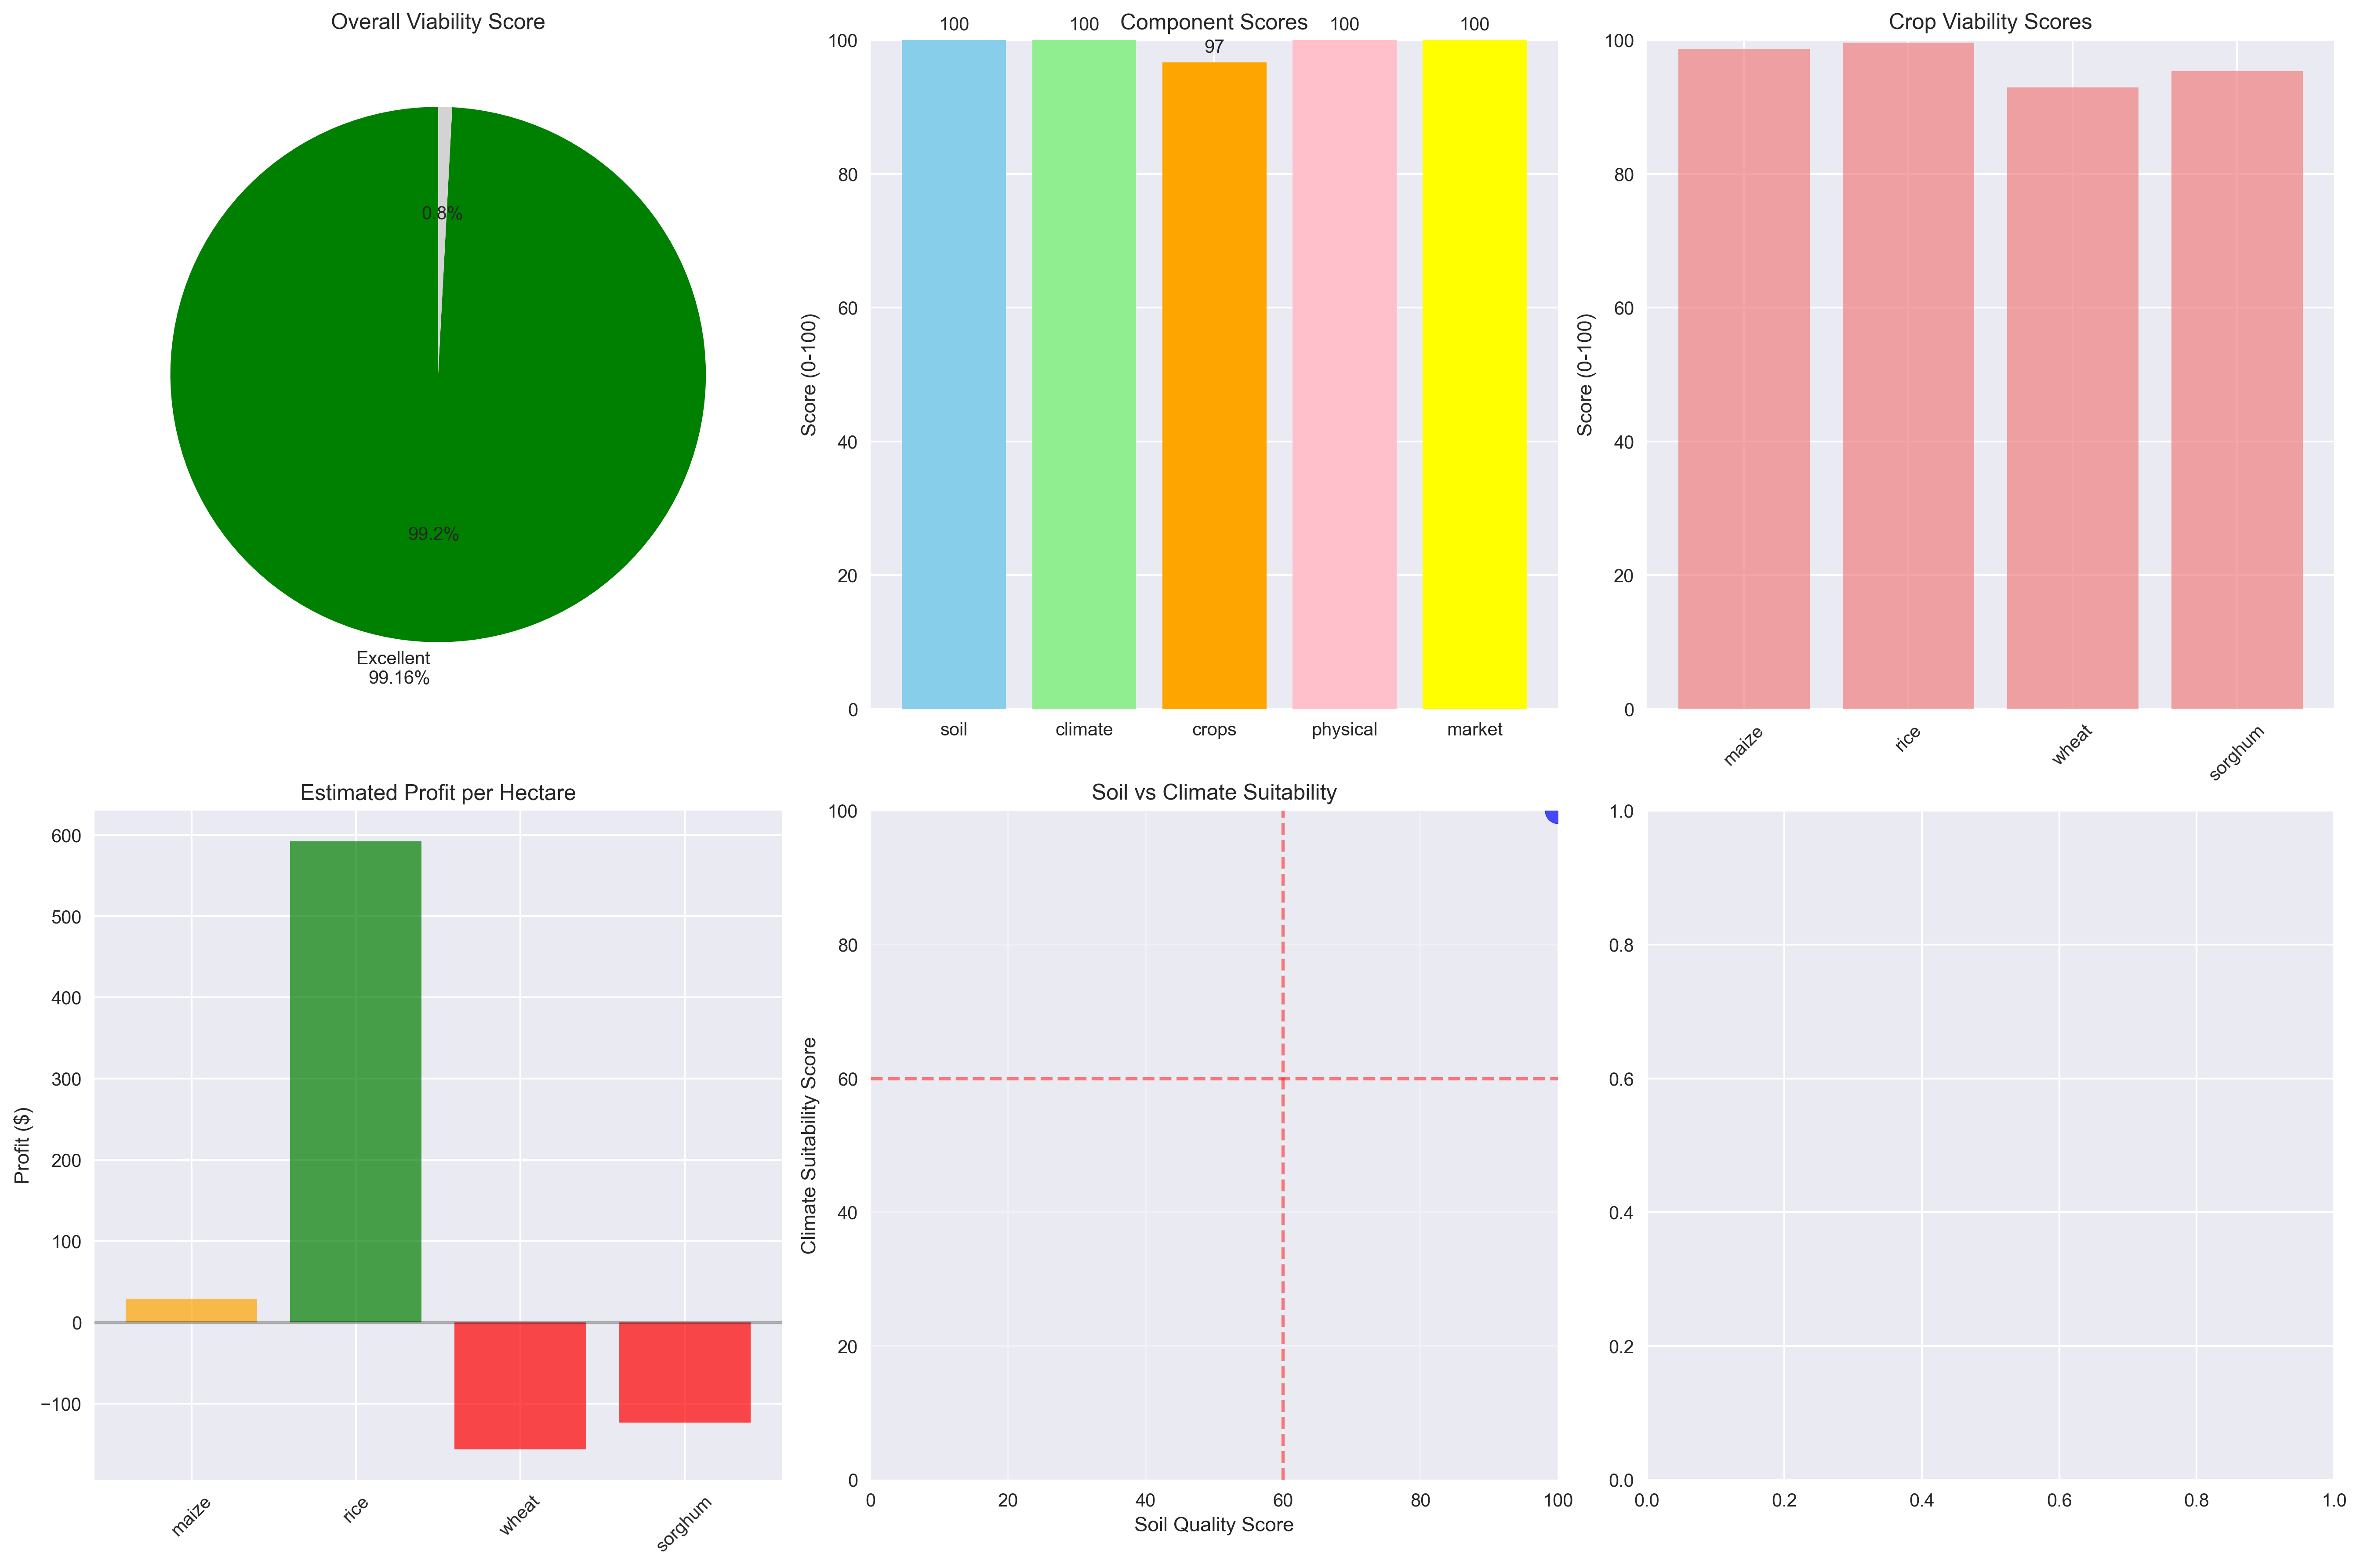 Overall Viability Score
0.8%
99.2%
Excellent
99.16%
Component Scores
100
100
97
100
100
Score (0-100)
100
80
60
40
20
0
soil
climate
crops
physical
market
Crop Viability Scores
Score (0-100)
100
80
60
40
20
0
maize
rice
wheat
sorghum
Estimated Profit per Hectare
Profit ($)
600
500
400
300
200
100
0
−100
maize
rice
wheat
sorghum
Soil vs Climate Suitability
Climate Suitability Score
100
80
60
40
20
0
0
20
40
60
80
100
Soil Quality Score
1.0
0.8
0.6
0.4
0.2
0.0
0.0
0.2
0.4
0.6
0.8
1.0